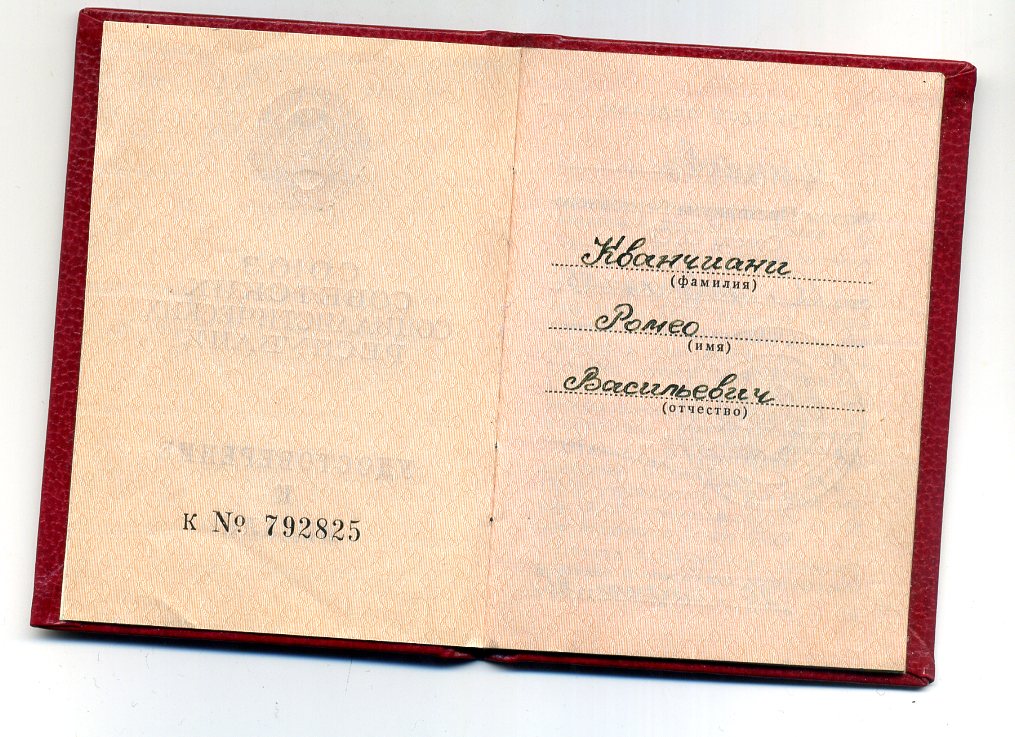 К № 792825
Кванчиани
(фамилия)
Ромео
(имя)
Васильевич
(отчество)